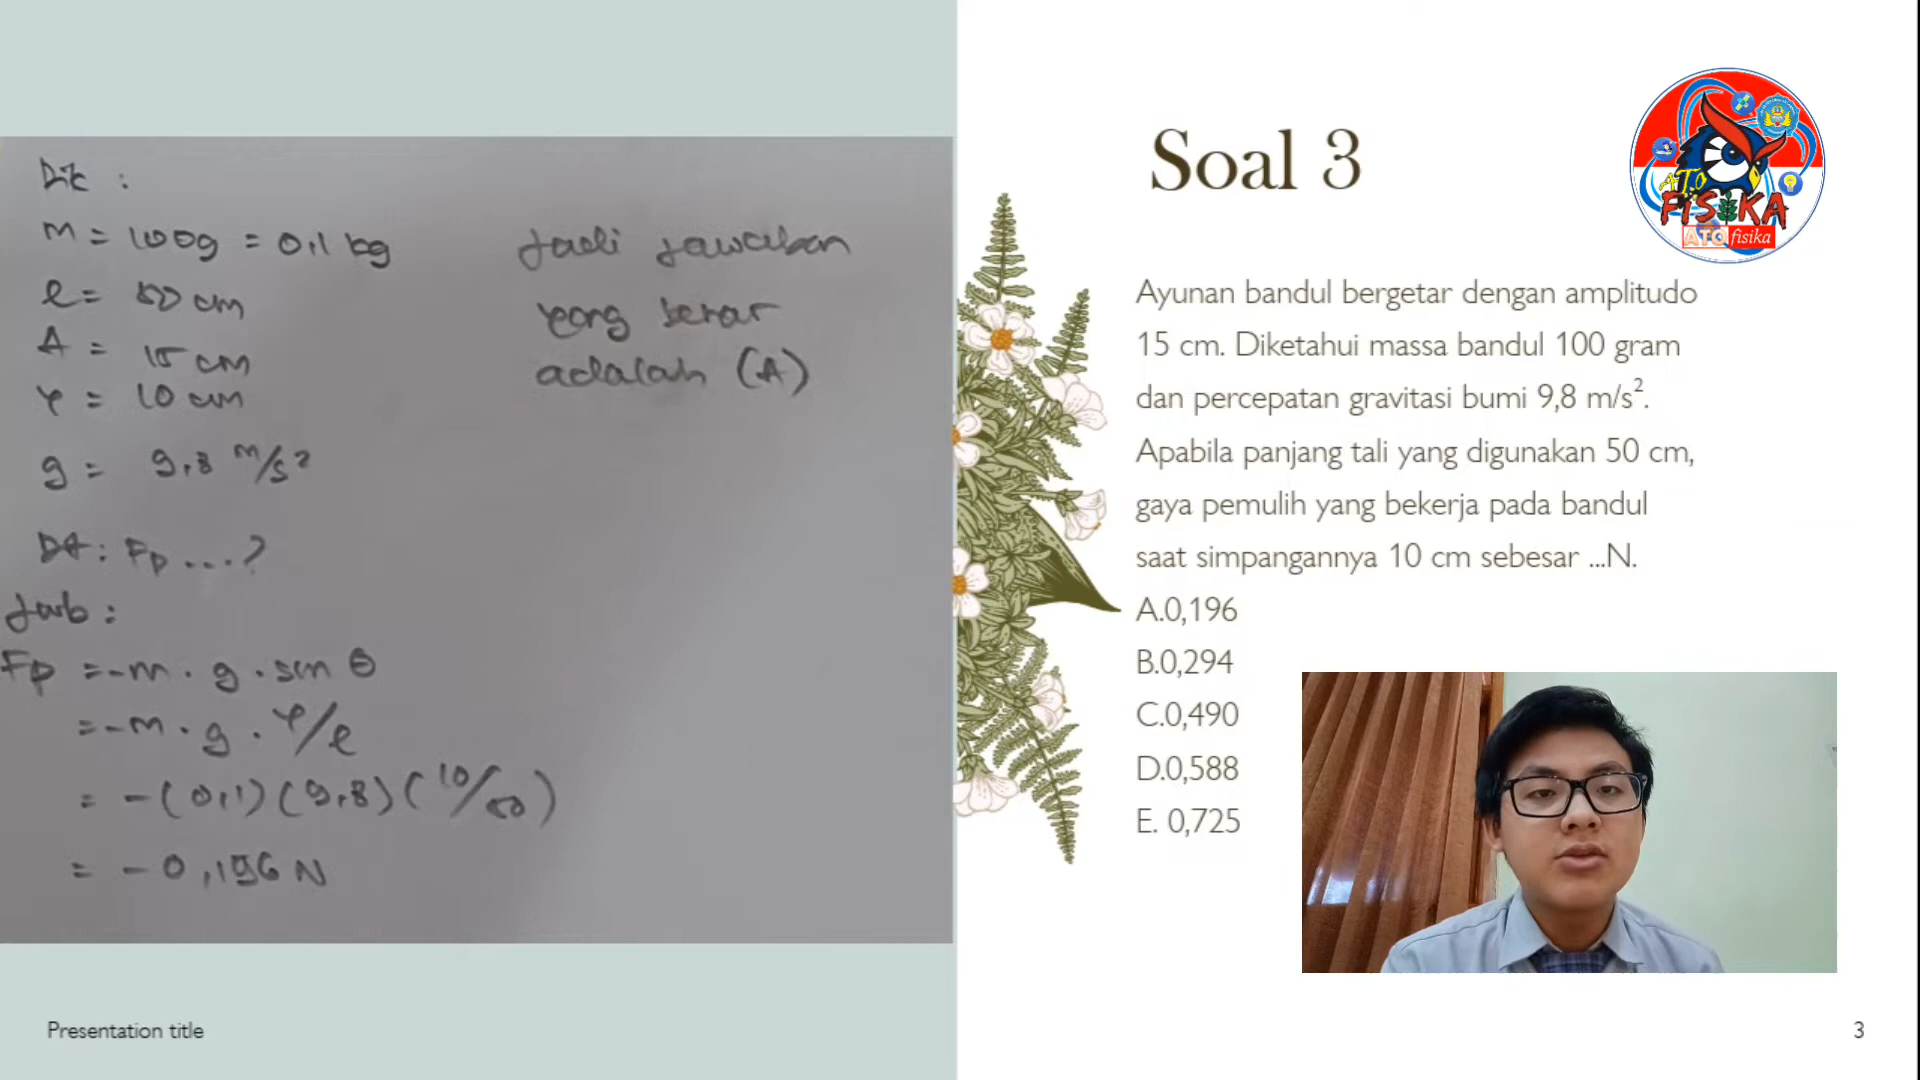 Dik :
m = 100g = 0,1 kg
l = 50 cm
A = 15 cm
Y = 10 cm
g = 9,8 m/s²
Dt : Fp ...?
Jwb :
Fp = -m . g . sin θ
= -m . g . Y/l
= -(0,1)(9,8)(10/50)
= -0,196 N
Jadi jawaban
yang benar
adalah (A)
Soal 3
Ayunan bandul bergetar dengan amplitudo
15 cm. Diketahui massa bandul 100 gram
dan percepatan gravitasi bumi 9,8 m/s².
Apabila panjang tali yang digunakan 50 cm,
gaya pemulih yang bekerja pada bandul
saat simpangannya 10 cm sebesar ...N.
A.0,196
B.0,294
C.0,490
D.0,588
E. 0,725
A.T.O
FISIKA
ATO fisika
Presentation title
3